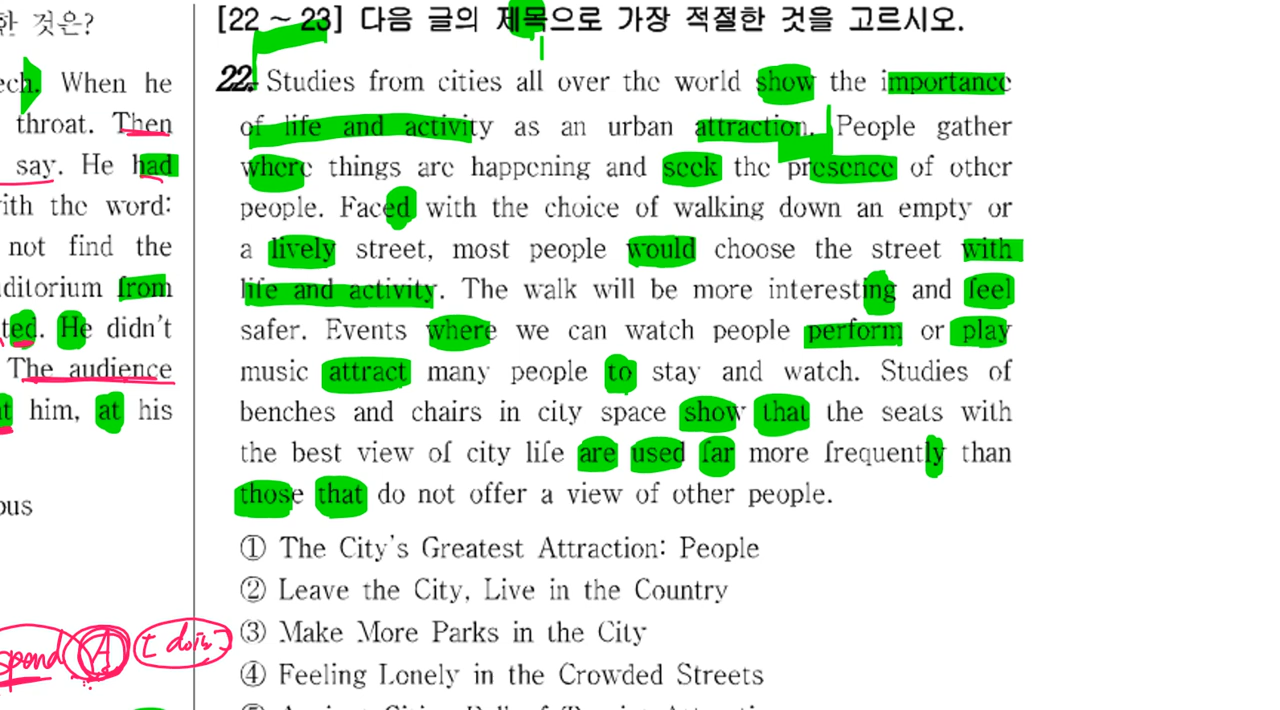 한 것은?
ech. When he
throat. Then
say. He had
with the word:
not find the
auditorium from
ted. He didn't
The audience
at him, at his
ous
spond A [do is]
[22 ~ 23] 다음 글의 제목으로 가장 적절한 것을 고르시오.
22. Studies from cities all over the world show the importance
of life and activity as an urban attraction. People gather
where things are happening and seek the presence of other
people. Faced with the choice of walking down an empty or
a lively street, most people would choose the street with
life and activity. The walk will be more interesting and feel
safer. Events where we can watch people perform or play
music attract many people to stay and watch. Studies of
benches and chairs in city space show that the seats with
the best view of city life are used far more frequently than
those that do not offer a view of other people.
① The City's Greatest Attraction: People
② Leave the City, Live in the Country
③ Make More Parks in the City
④ Feeling Lonely in the Crowded Streets